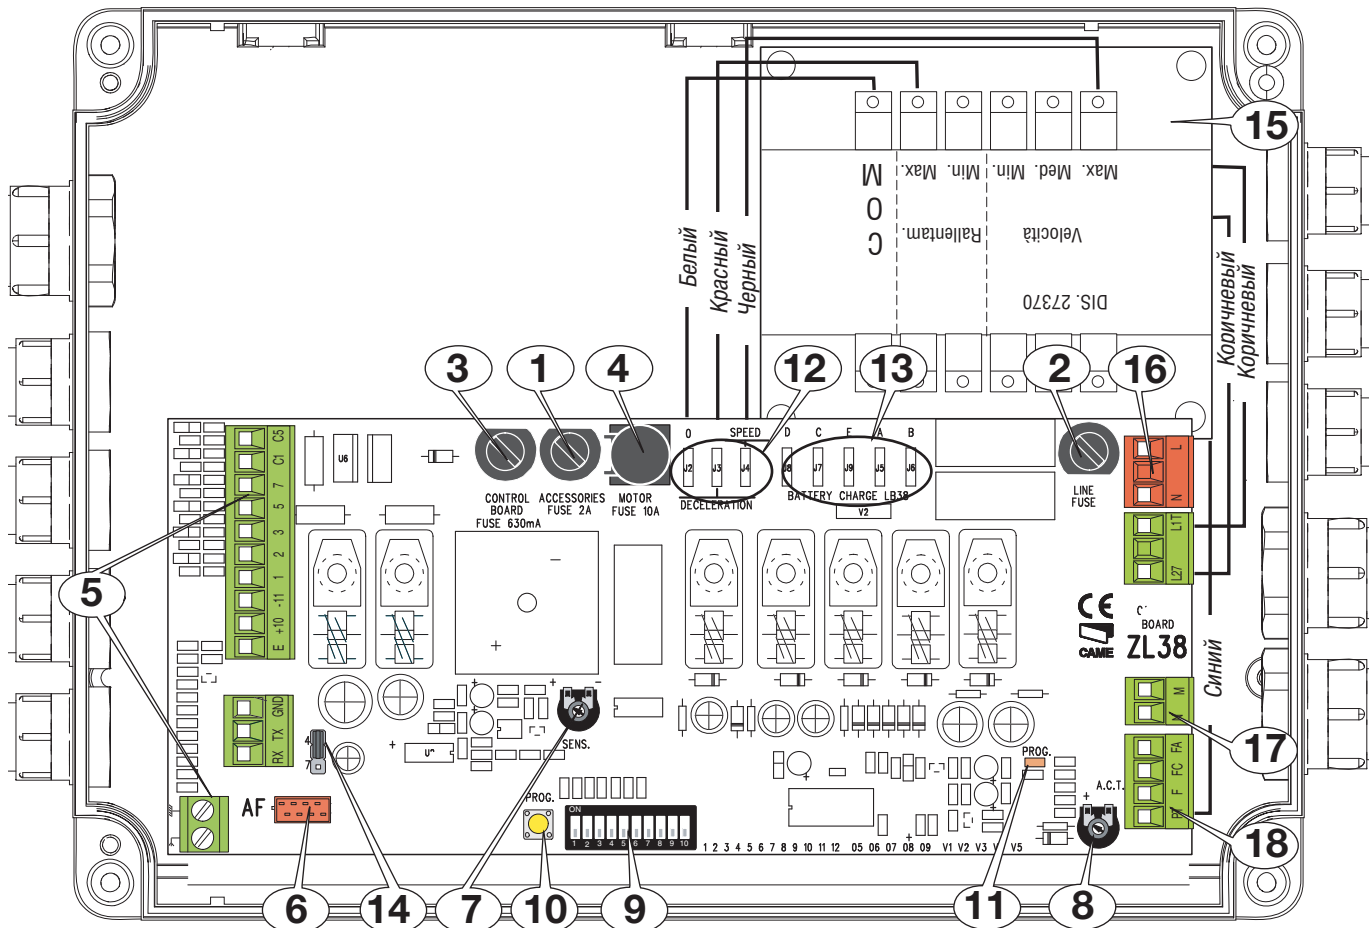 15
Max.
Med.
Min.
Min.
Max.
C O M
Velocità
Rallentam.
DIS. 27370
Белый
Красный
Черный
Коричневый
Коричневый
3
1
4
12
13
2
16
O
SPEED
D
C
E
A
B
J2
J3
J4
J8
J7
J9
J5
J6
DECELERATION
BATTERY CHARGE LB38
V2
CONTROL
BOARD
FUSE 630mA
ACCESSORIES
FUSE 2A
MOTOR
FUSE 10A
LINE
FUSE
L
N
L1T
L27
U6
C5
C1
7
5
3
2
1
-11
+10
E
5
CE
CAME
BOARD
ZL38
Синий
GND
TX
RX
4
7
SENS.
M
17
FA
FC
F
18
PROG.
A.C.T.
AF
PROG.
ON
1 2 3 4 5 6 7 8 9 10
1 2 3 4 5 6 7 8 9 10 11 12
05 06 07 08 09
V1 V2 V3 V5
6
14
7
10
9
11
8